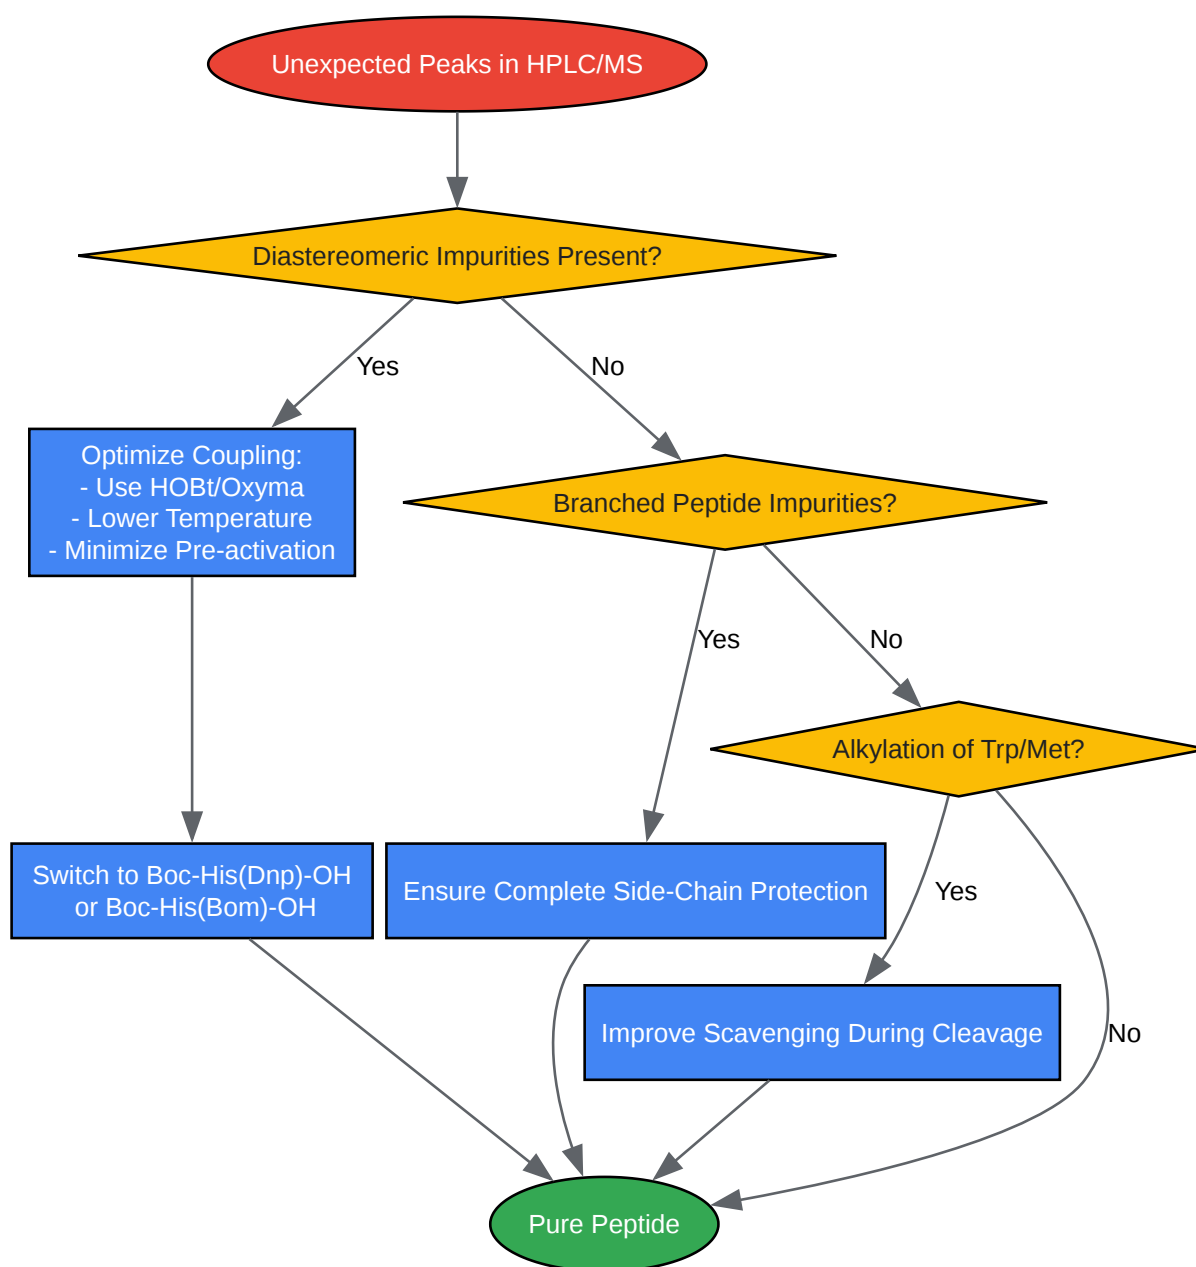 Unexpected Peaks in HPLC/MS
Diastereomeric Impurities Present?
Yes
No
Optimize Coupling:
- Use HOBt/Oxyma
- Lower Temperature
- Minimize Pre-activation
Branched Peptide Impurities?
Yes
No
Alkylation of Trp/Met?
Switch to Boc-His(Dnp)-OH
or Boc-His(Bom)-OH
Ensure Complete Side-Chain Protection
Yes
Improve Scavenging During Cleavage
No
Pure Peptide